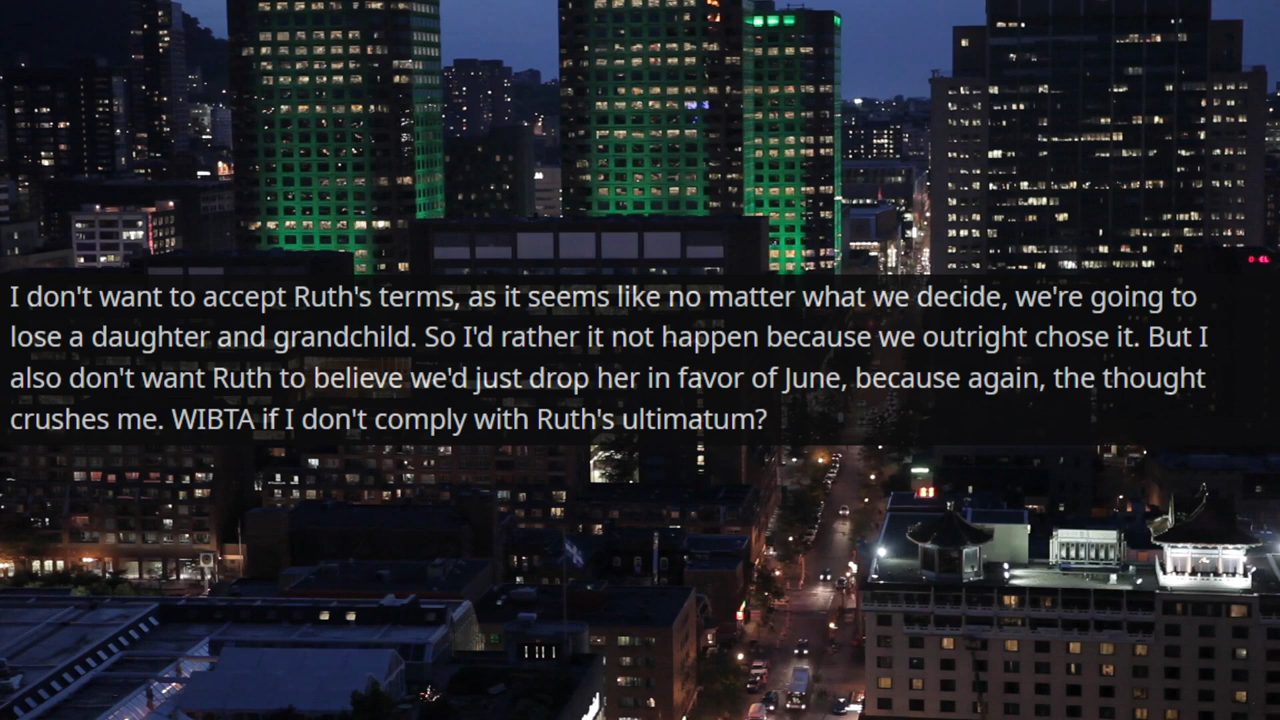 I don't want to accept Ruth's terms, as it seems like no matter what we decide, we're going to
lose a daughter and grandchild. So I'd rather it not happen because we outright chose it. But I
also don't want Ruth to believe we'd just drop her in favor of June, because again, the thought
crushes me. WIBTA if I don't comply with Ruth's ultimatum?